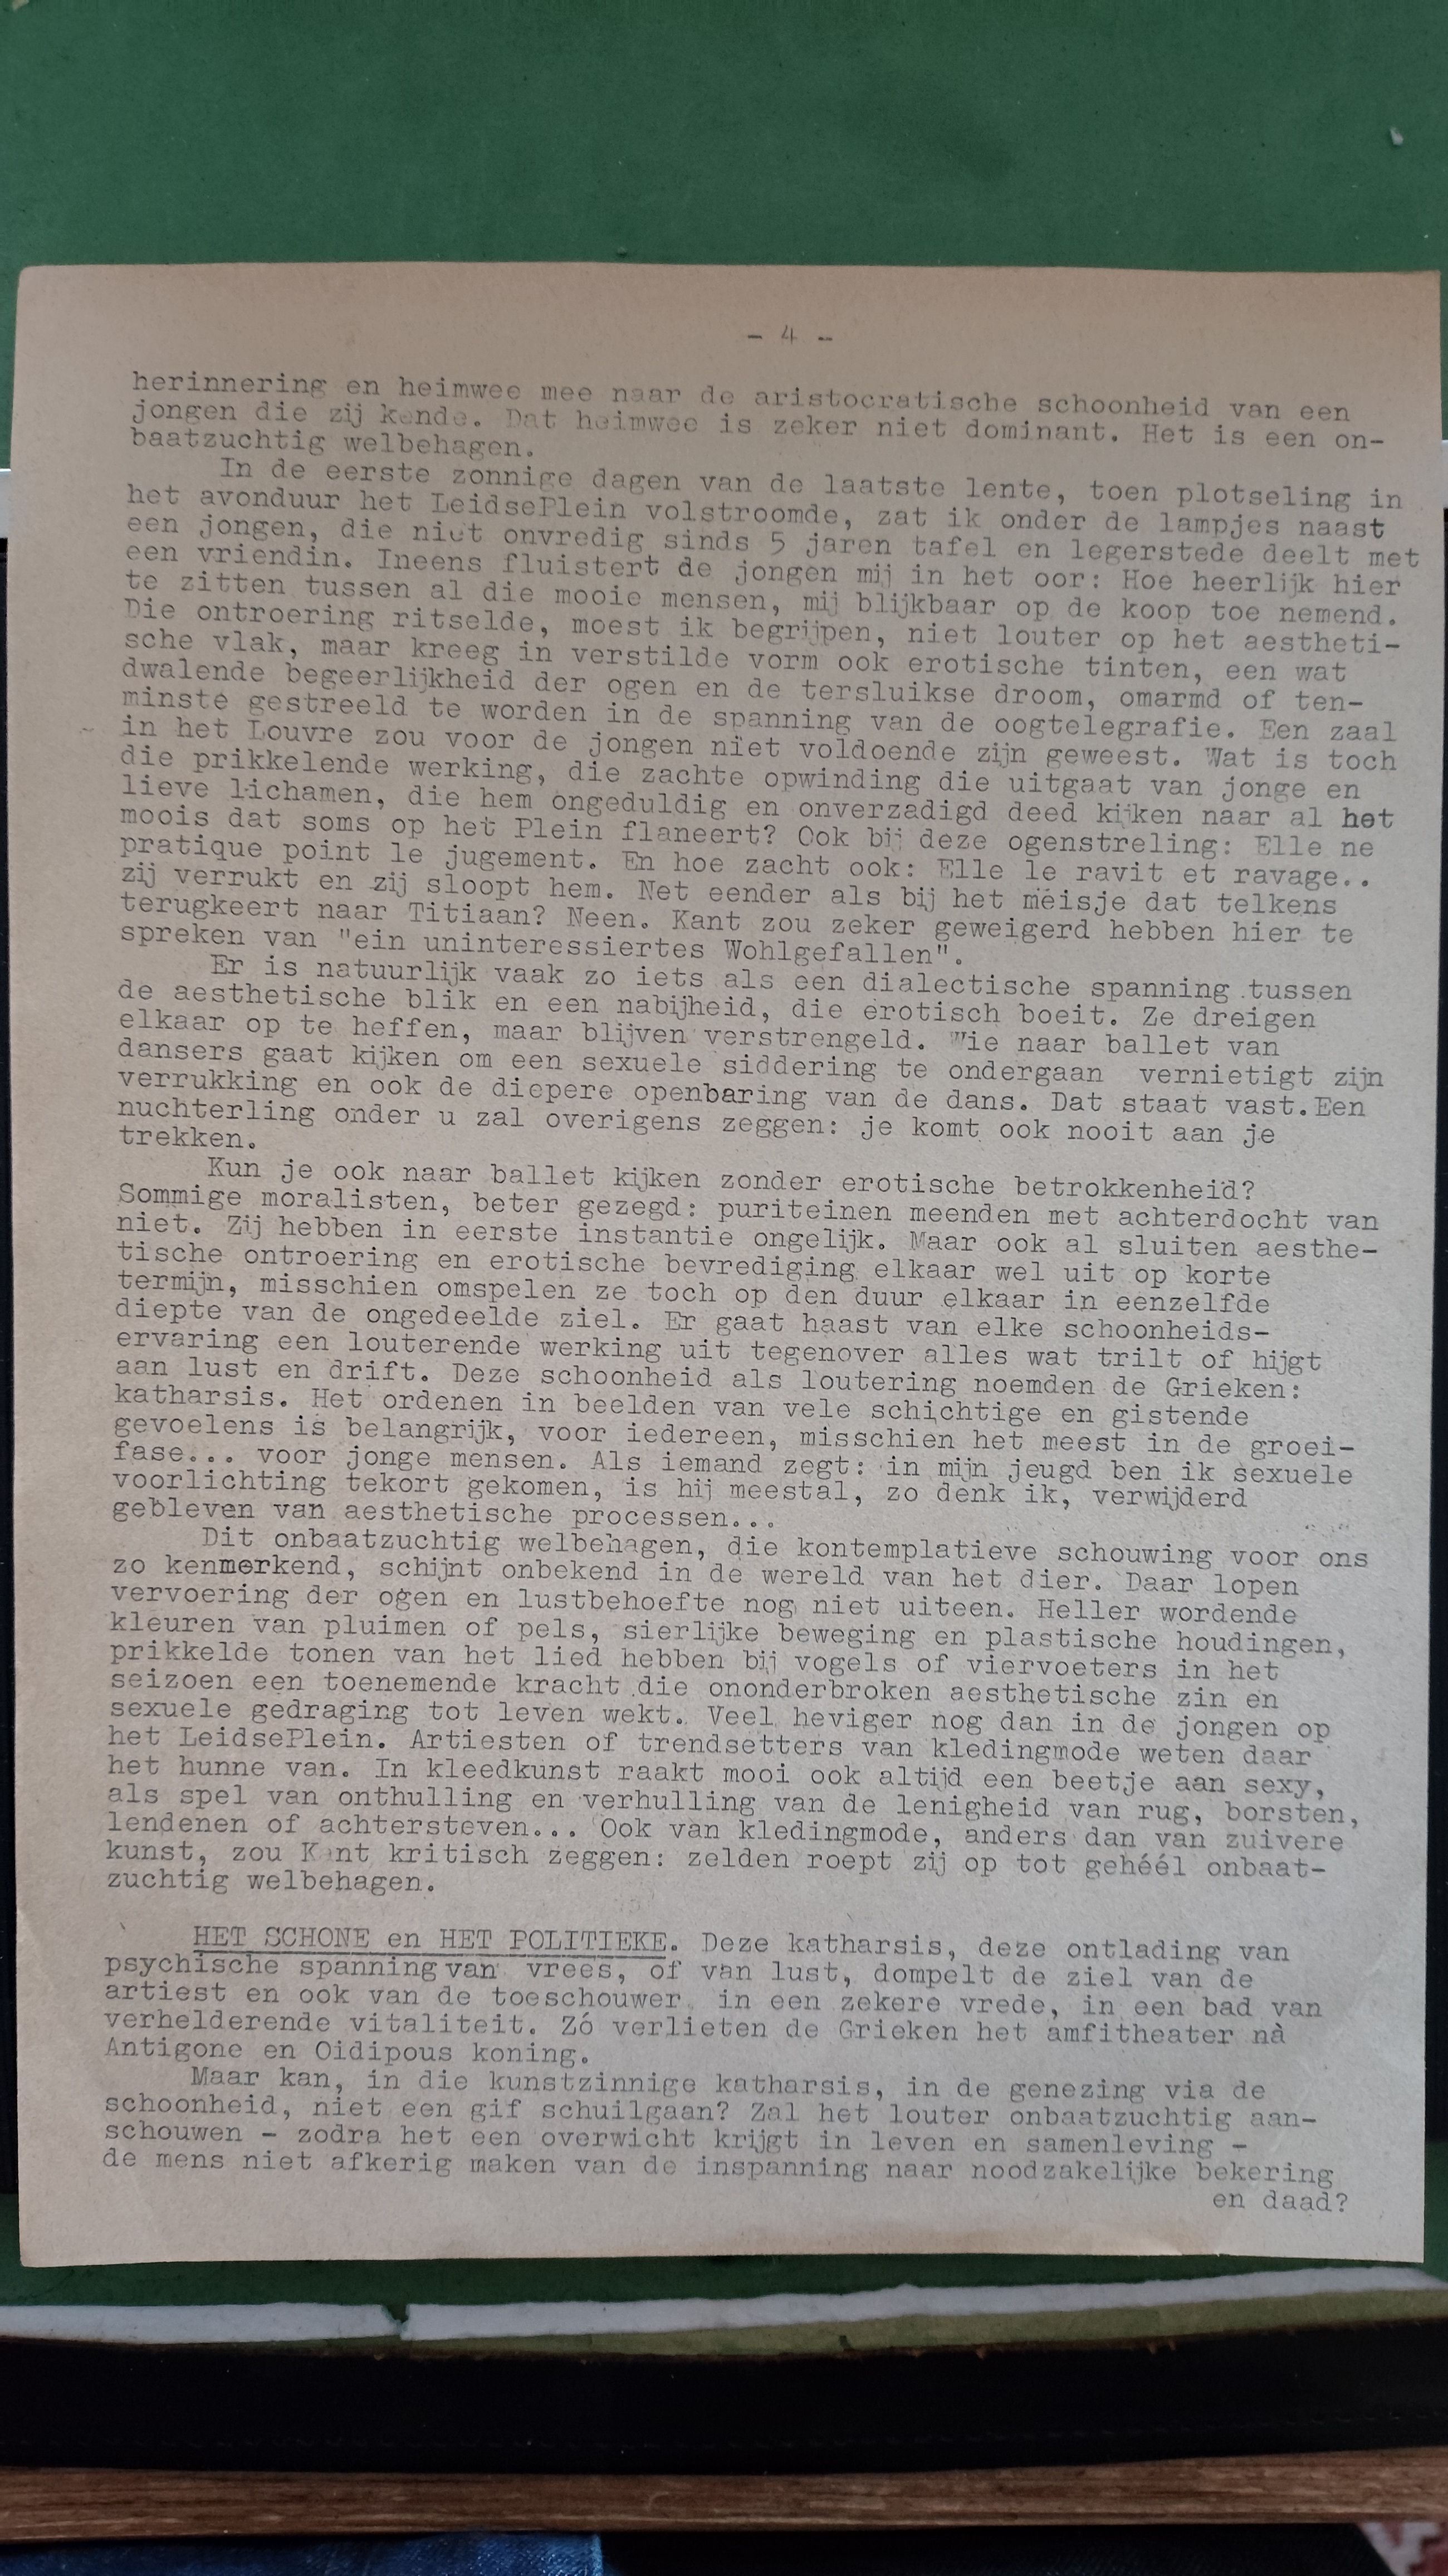 - 4 -
herinnering en heimwee mee naar de aristocratische schoonheid van een
jongen die zij kende. Dat heimwee is zeker niet dominant. Het is een on-
baatzuchtig welbehagen.
In de eerste zonnige dagen van de laatste lente, toen plotseling in
het avonduur het LeidsePlein volstroomde, zat ik onder de lampjes naast
een jongen, die niet onvredig sinds 5 jaren tafel en legerstede deelt met
een vriendin. Ineens fluistert de jongen mij in het oor: Hoe heerlijk hier
te zitten tussen al die mooie mensen, mij blijkbaar op de koop toe nemend.
Die ontroering ritselde, moest ik begrijpen, niet louter op het aestheti-
sche vlak, maar kreeg in verstilde vorm ook erotische tinten, een wat
dwalende begeerlijkheid der ogen en de tersluikse droom, omarmd of ten-
minste gestreeld te worden in de spanning van de oogtelegrafie. Een zaal
in het Louvre zou voor de jongen niet voldoende zijn geweest. Wat is toch
die prikkelende werking, die zachte opwinding die uitgaat van jonge en
lieve lichamen, die hem ongeduldig en onverzadigd deed kijken naar al het
moois dat soms op het Plein flaneert? Ook bij deze ogenstreling: Elle ne
pratique point le jugement. En hoe zacht ook: Elle le ravit et ravage..
zij verrukt en zij sloopt hem. Net eender als bij het meisje dat telkens
terugkeert naar Titiaan? Neen. Kant zou zeker geweigerd hebben hier te
spreken van "ein uninteressiertes Wohlgefallen".
Er is natuurlijk vaak zo iets als een dialectische spanning tussen
de aesthetische blik en een nabijheid, die erotisch boeit. Ze dreigen
elkaar op te heffen, maar blijven verstrengeld. Wie naar ballet van
dansers gaat kijken om een sexuele siddering te ondergaan vernietigt zijn
verrukking en ook de diepere openbaring van de dans. Dat staat vast.Een
nuchterling onder u zal overigens zeggen: je komt ook nooit aan je
trekken.
Kun je ook naar ballet kijken zonder erotische betrokkenheid?
Sommige moralisten, beter gezegd: puriteinen meenden met achterdocht van
niet. Zij hebben in eerste instantie ongelijk. Maar ook al sluiten aesthe-
tische ontroering en erotische bevrediging elkaar wel uit op korte
termijn, misschien omspelen ze toch op den duur elkaar in eenzelfde
diepte van de ongedeelde ziel. Er gaat haast van elke schoonheids-
ervaring een louterende werking uit tegenover alles wat trilt of hijgt
aan lust en drift. Deze schoonheid als loutering noemden de Grieken:
katharsis. Het ordenen in beelden van vele schichtige en gistende
gevoelens is belangrijk, voor iedereen, misschien het meest in de groei-
fase... voor jonge mensen. Als iemand zegt: in mijn jeugd ben ik sexuele
voorlichting tekort gekomen, is hij meestal, zo denk ik, verwijderd
gebleven van aesthetische processen...
Dit onbaatzuchtig welbehagen, die kontemplatieve schouwing voor ons
zo kenmerkend, schijnt onbekend in de wereld van het dier. Daar lopen
vervoering der ogen en lustbehoefte nog niet uiteen. Heller wordende
kleuren van pluimen of pels, sierlijke beweging en plastische houdingen,
prikkelde tonen van het lied hebben bij vogels of viervoeters in het
seizoen een toenemende kracht die ononderbroken aesthetische zin en
sexuele gedraging tot leven wekt. Veel heviger nog dan in de jongen op
het LeidsePlein. Artiesten of trendsetters van kledingmode weten daar
het hunne van. In kleedkunst raakt mooi ook altijd een beetje aan sexy,
als spel van onthulling en verhulling van de lenigheid van rug, borsten,
lendenen of achtersteven... Ook van kledingmode, anders dan van zuivere
kunst, zou Kant kritisch zeggen: zelden roept zij op tot gehéél onbaat-
zuchtig welbehagen.
HET SCHONE en HET POLITIEKE. Deze katharsis, deze ontlading van
psychische spanning van vrees, of van lust, dompelt de ziel van de
artiest en ook van de toeschouwer in een zekere vrede, in een bad van
verhelderende vitaliteit. Zó verlieten de Grieken het amfitheater nà
Antigone en Oidipous koning.
Maar kan, in die kunstzinnige katharsis, in de genezing via de
schoonheid, niet een gif schuilgaan? Zal het louter onbaatzuchtig aan-
schouwen - zodra het een overwicht krijgt in leven en samenleving -
de mens niet afkerig maken van de inspanning naar noodzakelijke bekering
en daad?